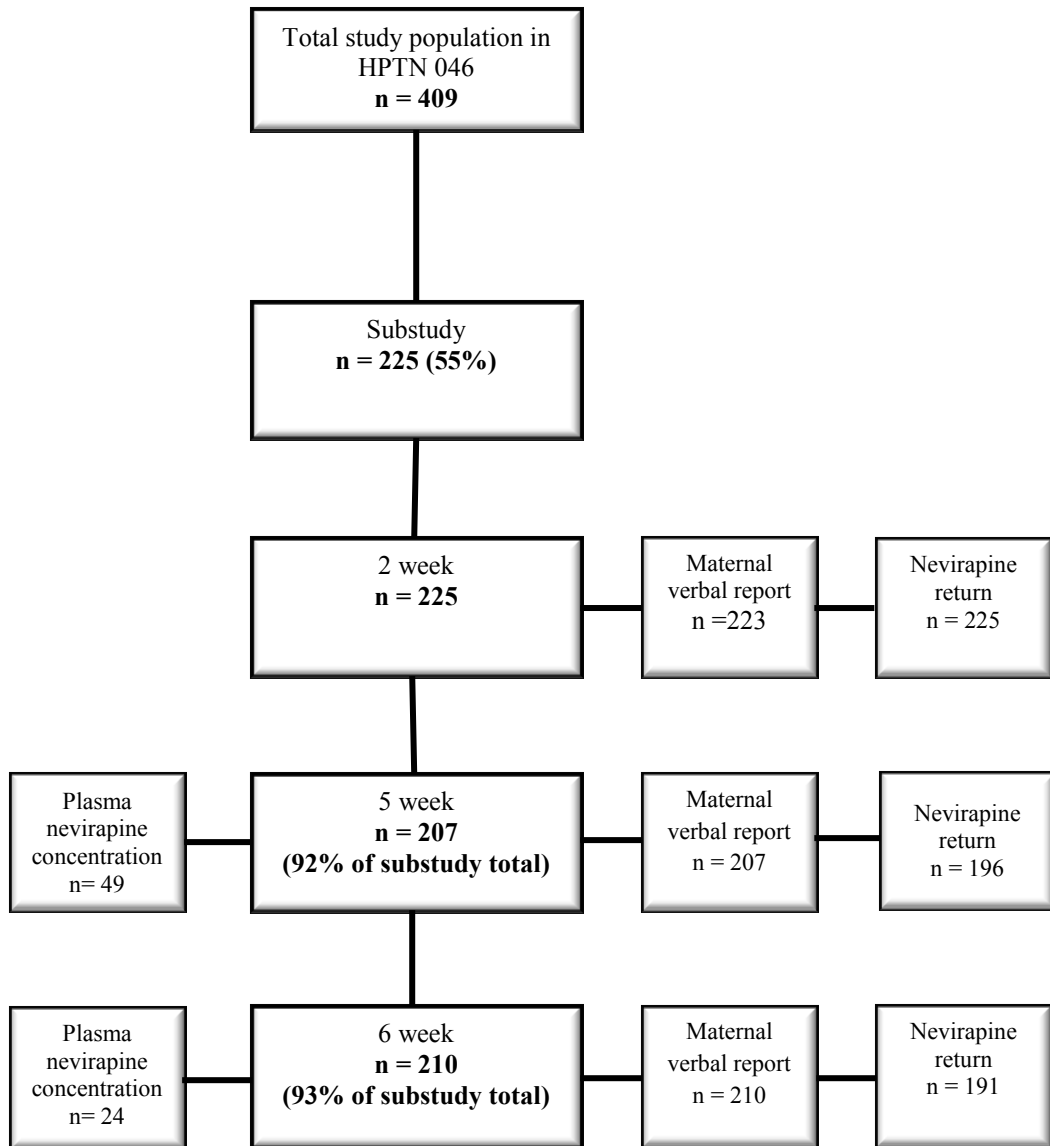 Total study population in
HPTN 046
n = 409
Substudy
n = 225 (55%)
2 week
n = 225
Maternal
verbal report
n =223
Nevirapine
return
n = 225
Plasma
nevirapine
concentration
n= 49
5 week
n = 207
(92% of substudy total)
Maternal
verbal report
n = 207
Nevirapine
return
n = 196
Plasma
nevirapine
concentration
n= 24
6 week
n = 210
(93% of substudy total)
Maternal
verbal report
n = 210
Nevirapine
return
n = 191